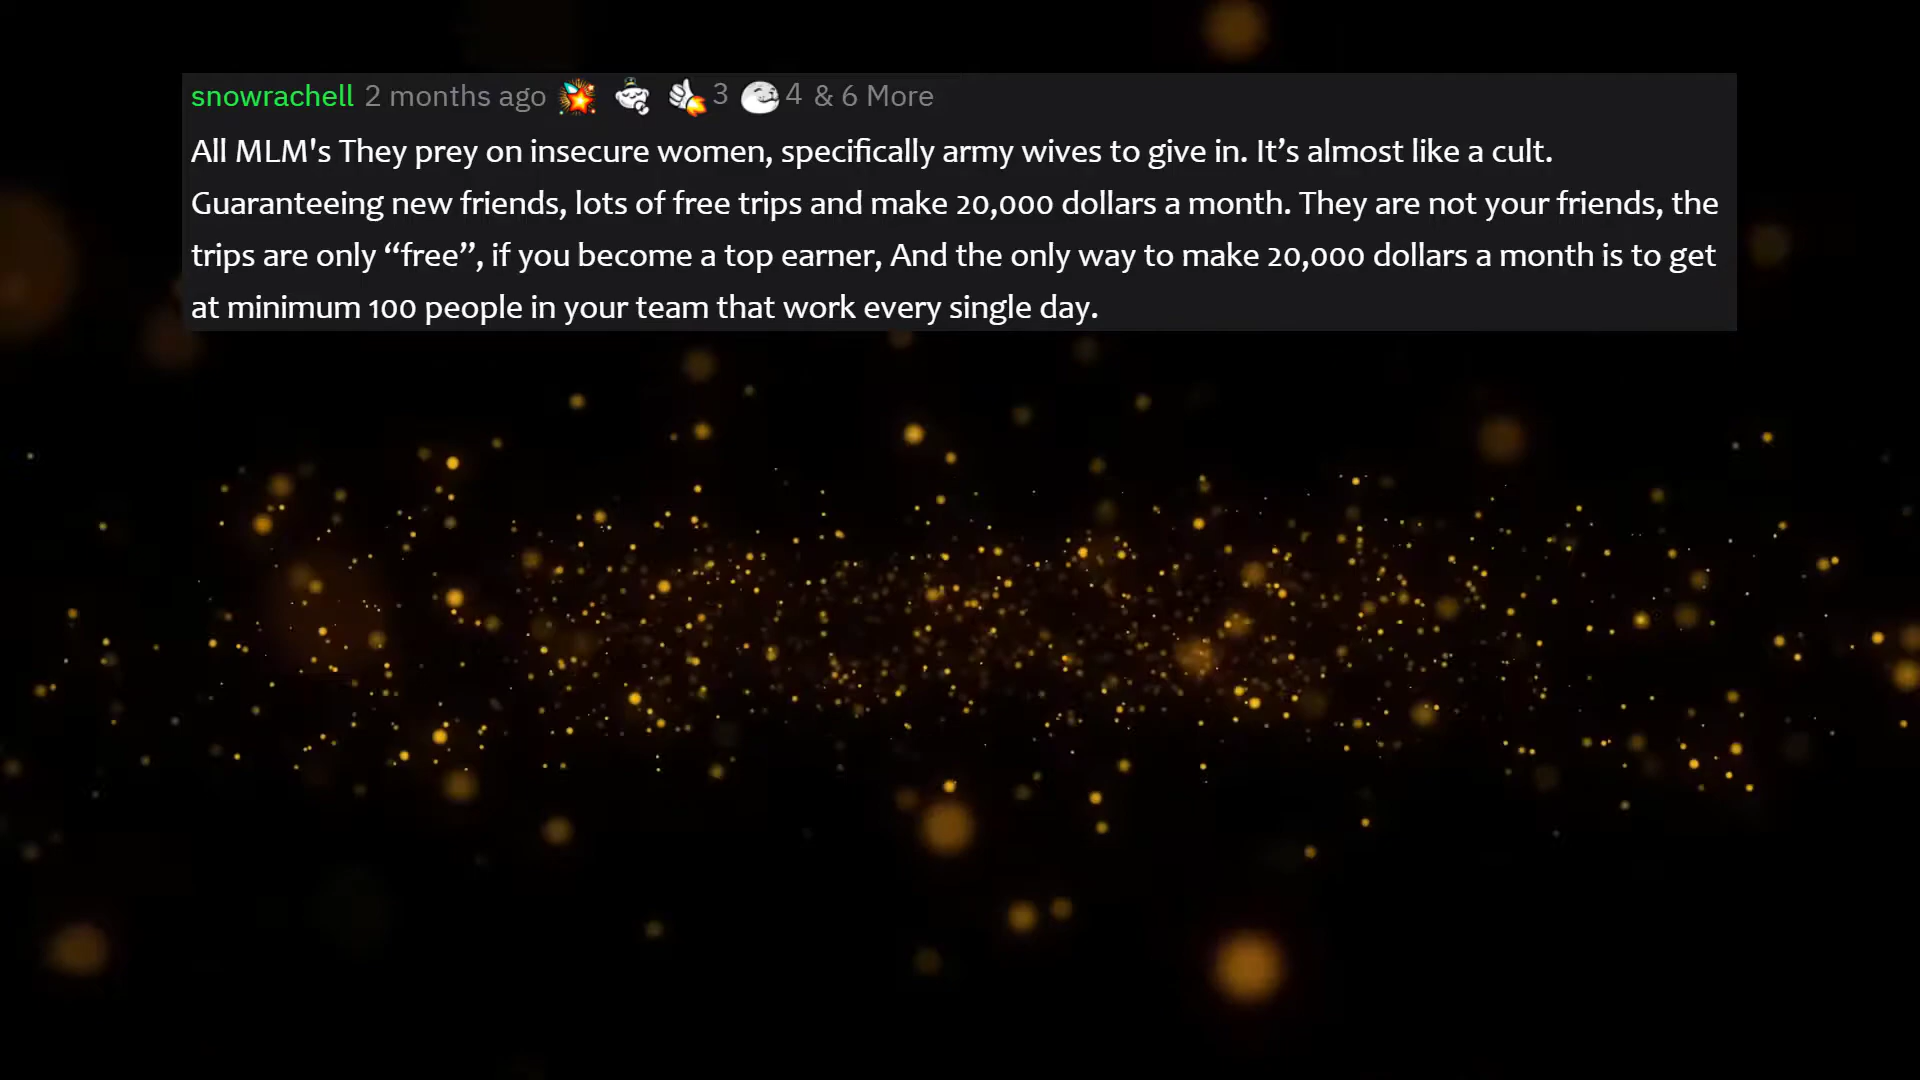 snowrachell 2 months ago 3 4 & 6 More
All MLM's They prey on insecure women, specifically army wives to give in. It’s almost like a cult.
Guaranteeing new friends, lots of free trips and make 20,000 dollars a month. They are not your friends, the
trips are only “free”, if you become a top earner, And the only way to make 20,000 dollars a month is to get
at minimum 100 people in your team that work every single day.